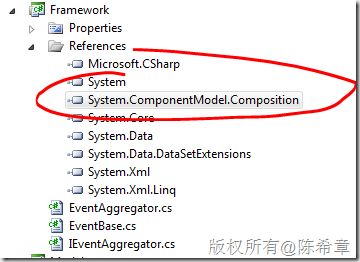 Framework
Properties
References
Microsoft.CSharp
System
System.ComponentModel.Composition
System.Core
System.Data
System.Data.DataSetExtensions
System.Xml
System.Xml.Linq
EventAggregator.cs
EventBase.cs
IEventAggregator.cs
版权所有@陈希章